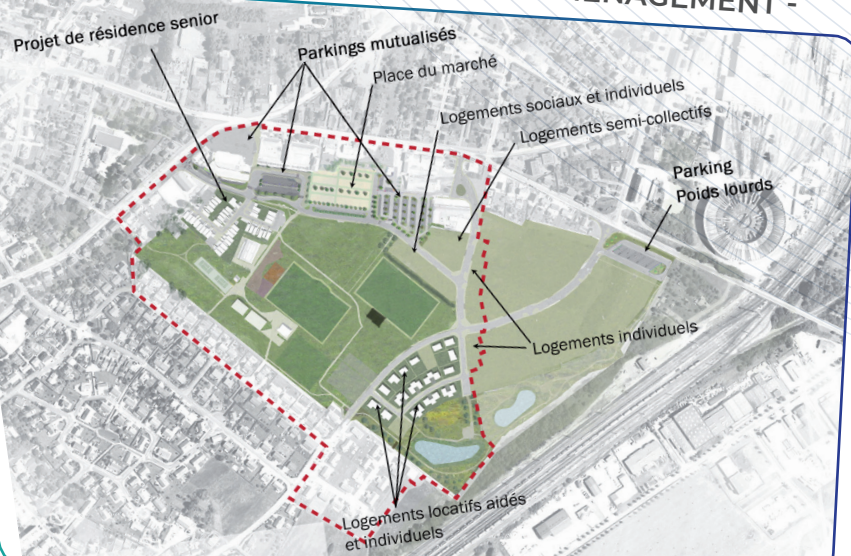 MÉNAGEMENT -
Projet de résidence senior
Parkings mutualisés
Place du marché
Logements sociaux et individuels
Logements semi-collectifs
Parking
Poids lourds
Logements individuels
Logements locatifs aidés
et individuels